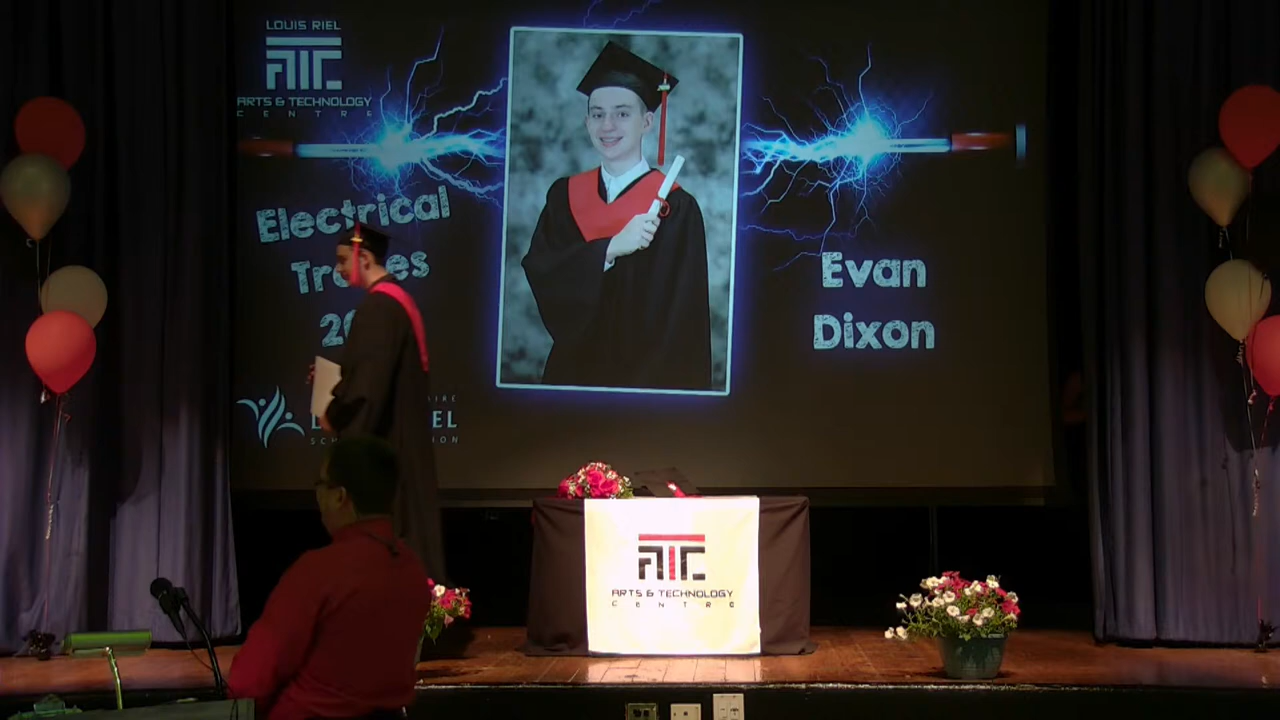 LOUIS RIEL
ATC
ARTS & TECHNOLOGY
CENTRE
Electrical
Evan
Dixon
ATC
ARTS & TECHNOLOGY
CENTRE